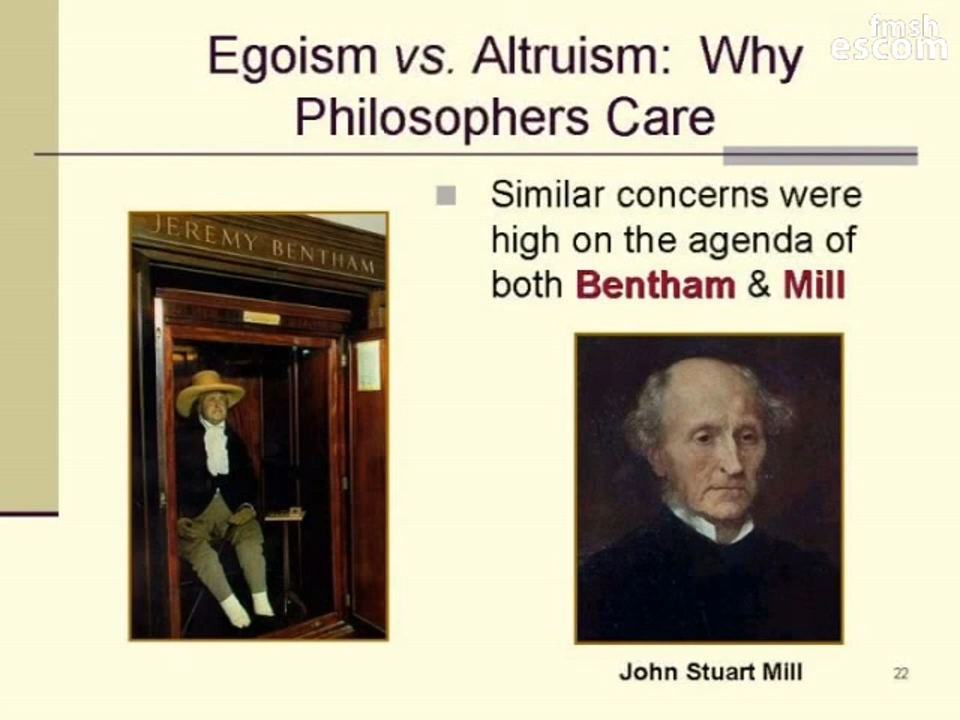 fmsh
escom
Egoism vs. Altruism: Why
Philosophers Care
Similar concerns were
high on the agenda of
both Bentham & Mill
JEREMY BENTHAM
John Stuart Mill
22